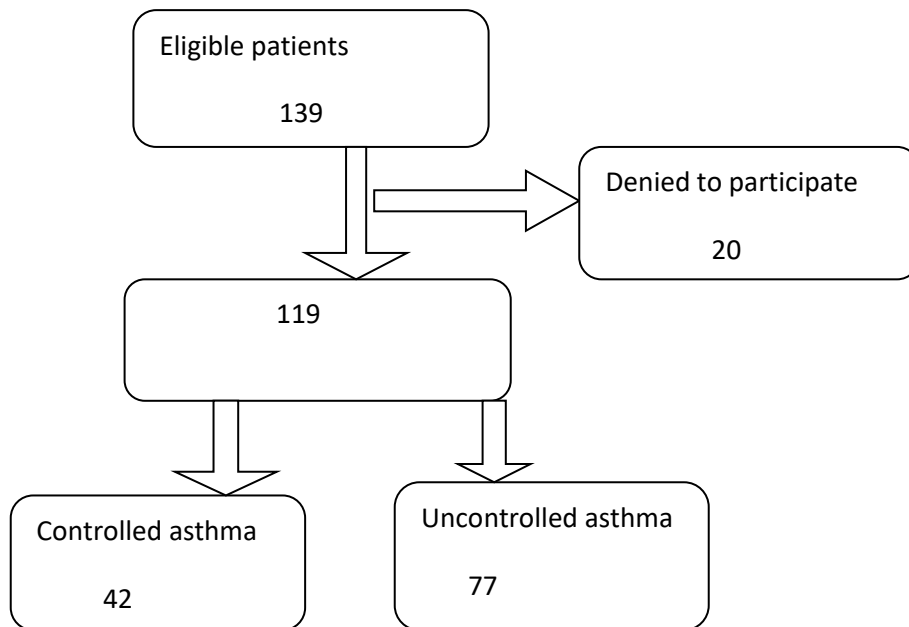 Eligible patients
139
Denied to participate
20
119
Controlled asthma
42
Uncontrolled asthma
77